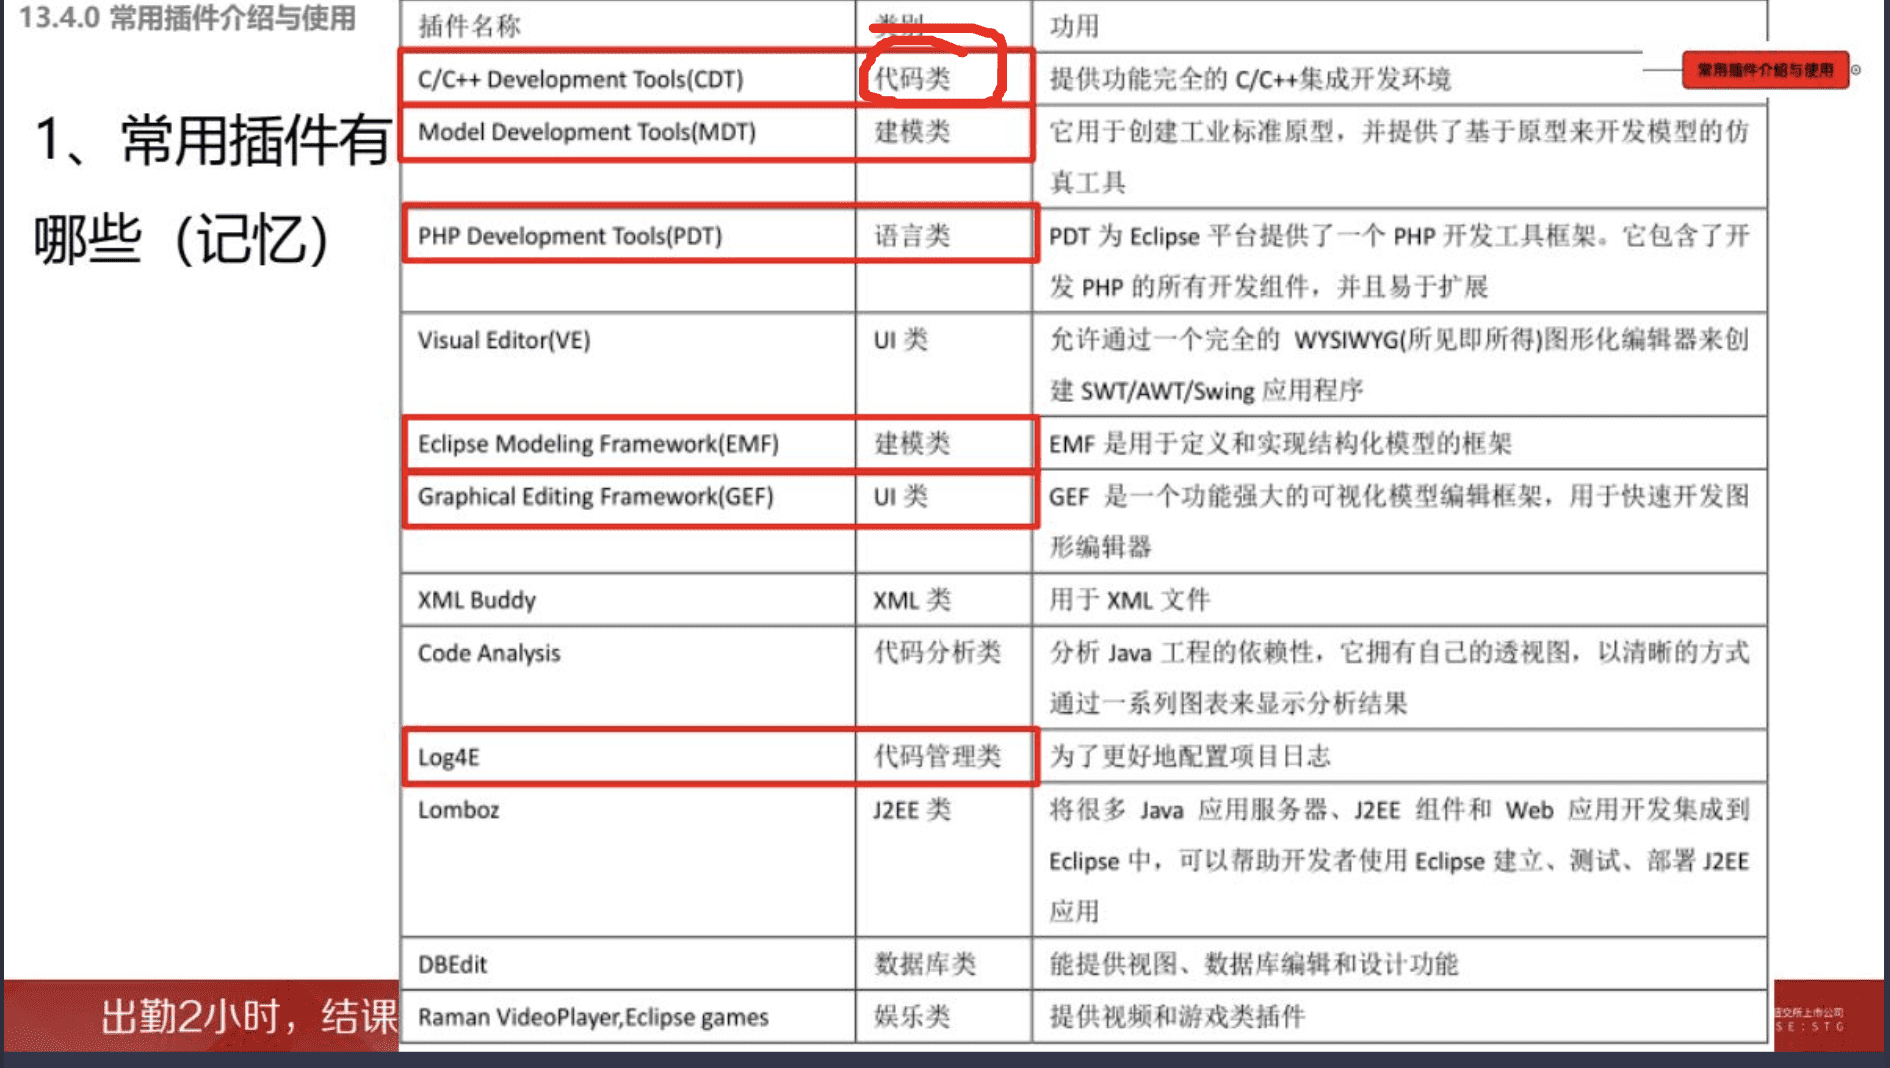 13.4.0 常用插件介绍与使用
1、常用插件有
哪些（记忆）
插件名称 类别 功用
C/C++ Development Tools(CDT) 代码类 提供功能完全的 C/C++集成开发环境
Model Development Tools(MDT) 建模类 它用于创建工业标准原型，并提供了基于原型来开发模型的仿
真工具
PHP Development Tools(PDT) 语言类 PDT 为 Eclipse 平台提供了一个 PHP 开发工具框架。它包含了开
发 PHP 的所有开发组件，并且易于扩展
Visual Editor(VE) UI 类 允许通过一个完全的 WYSIWYG(所见即所得)图形化编辑器来创
建 SWT/AWT/Swing 应用程序
Eclipse Modeling Framework(EMF) 建模类 EMF 是用于定义和实现结构化模型的框架
Graphical Editing Framework(GEF) UI 类 GEF 是一个功能强大的可视化模型编辑框架，用于快速开发图
形编辑器
XML Buddy XML 类 用于 XML 文件
Code Analysis 代码分析类 分析 Java 工程的依赖性，它拥有自己的透视图，以清晰的方式
通过一系列图表来显示分析结果
Log4E 代码管理类 为了更好地配置项目日志
Lomboz J2EE 类 将很多 Java 应用服务器、J2EE 组件和 Web 应用开发集成到
Eclipse 中，可以帮助开发者使用 Eclipse 建立、测试、部署 J2EE
应用
DBEdit 数据库类 能提供视图、数据库编辑和设计功能
Raman VideoPlayer,Eclipse games 娱乐类 提供视频和游戏类插件
常用插件介绍与使用
出勤2小时，结课
交所上市公司
SE:STG